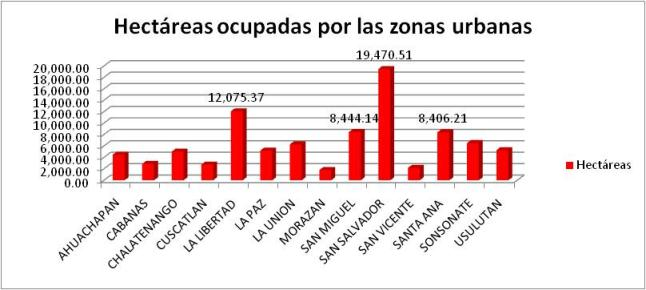 Hectáreas ocupadas por las zonas urbanas
20,000.00
18,000.00
16,000.00
14,000.00
12,000.00
10,000.00
8,000.00
6,000.00
4,000.00
2,000.00
0.00
12,075.37
8,444.14
19,470.51
8,406.21
AHUACHAPAN
CABANAS
CHALATENANGO
CUSCATLAN
LA LIBERTAD
LA PAZ
LA UNION
MORAZAN
SAN MIGUEL
SAN SALVADOR
SAN VICENTE
SANTA ANA
SONSONATE
USULUTAN
Hectáreas